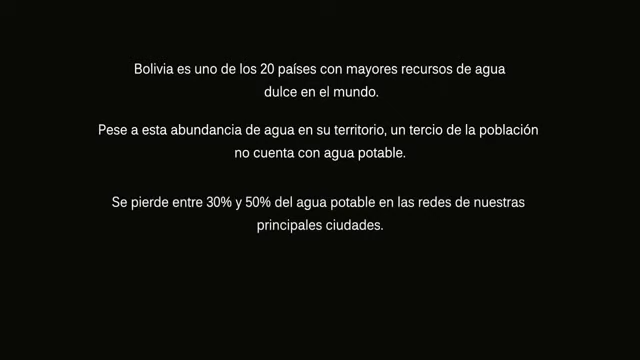 Bolivia es uno de los 20 países con mayores recursos de agua
dulce en el mundo.
Pese a esta abundancia de agua en su territorio, un tercio de la población
no cuenta con agua potable.
Se pierde entre 30% y 50% del agua potable en las redes de nuestras
principales ciudades.